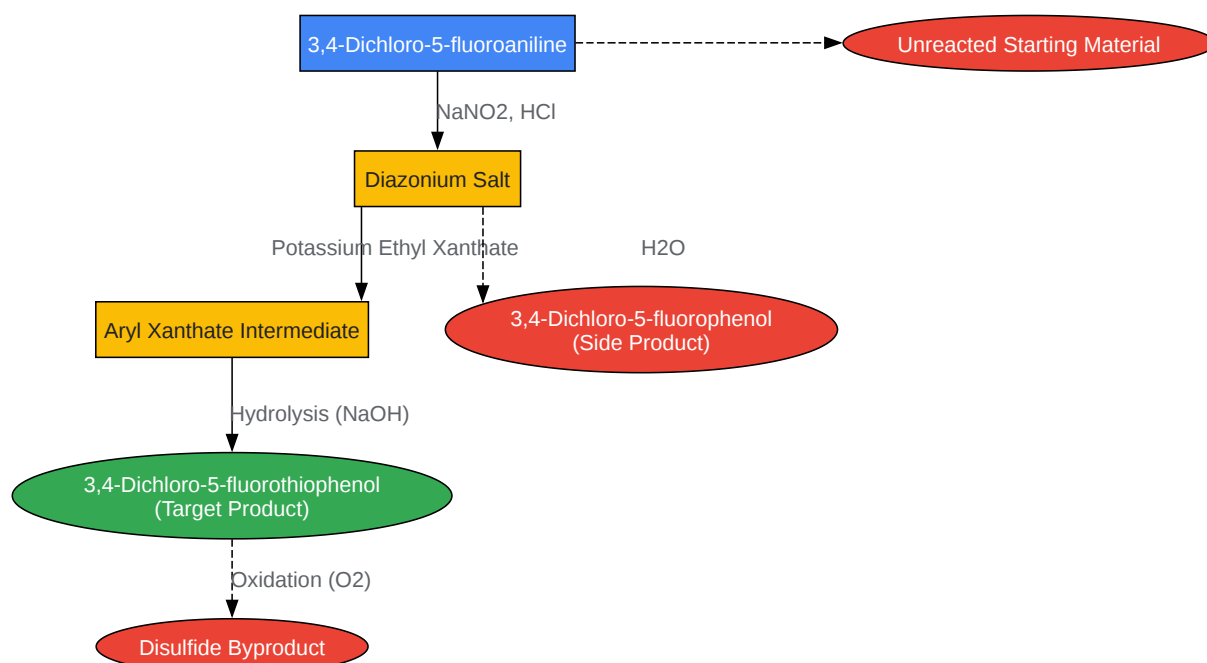 3,4-Dichloro-5-fluoroaniline
Unreacted Starting Material
NaNO2, HCl
Diazonium Salt
Potassium Ethyl Xanthate
H2O
Aryl Xanthate Intermediate
3,4-Dichloro-5-fluorophenol
(Side Product)
Hydrolysis (NaOH)
3,4-Dichloro-5-fluorothiophenol
(Target Product)
Oxidation (O2)
Disulfide Byproduct